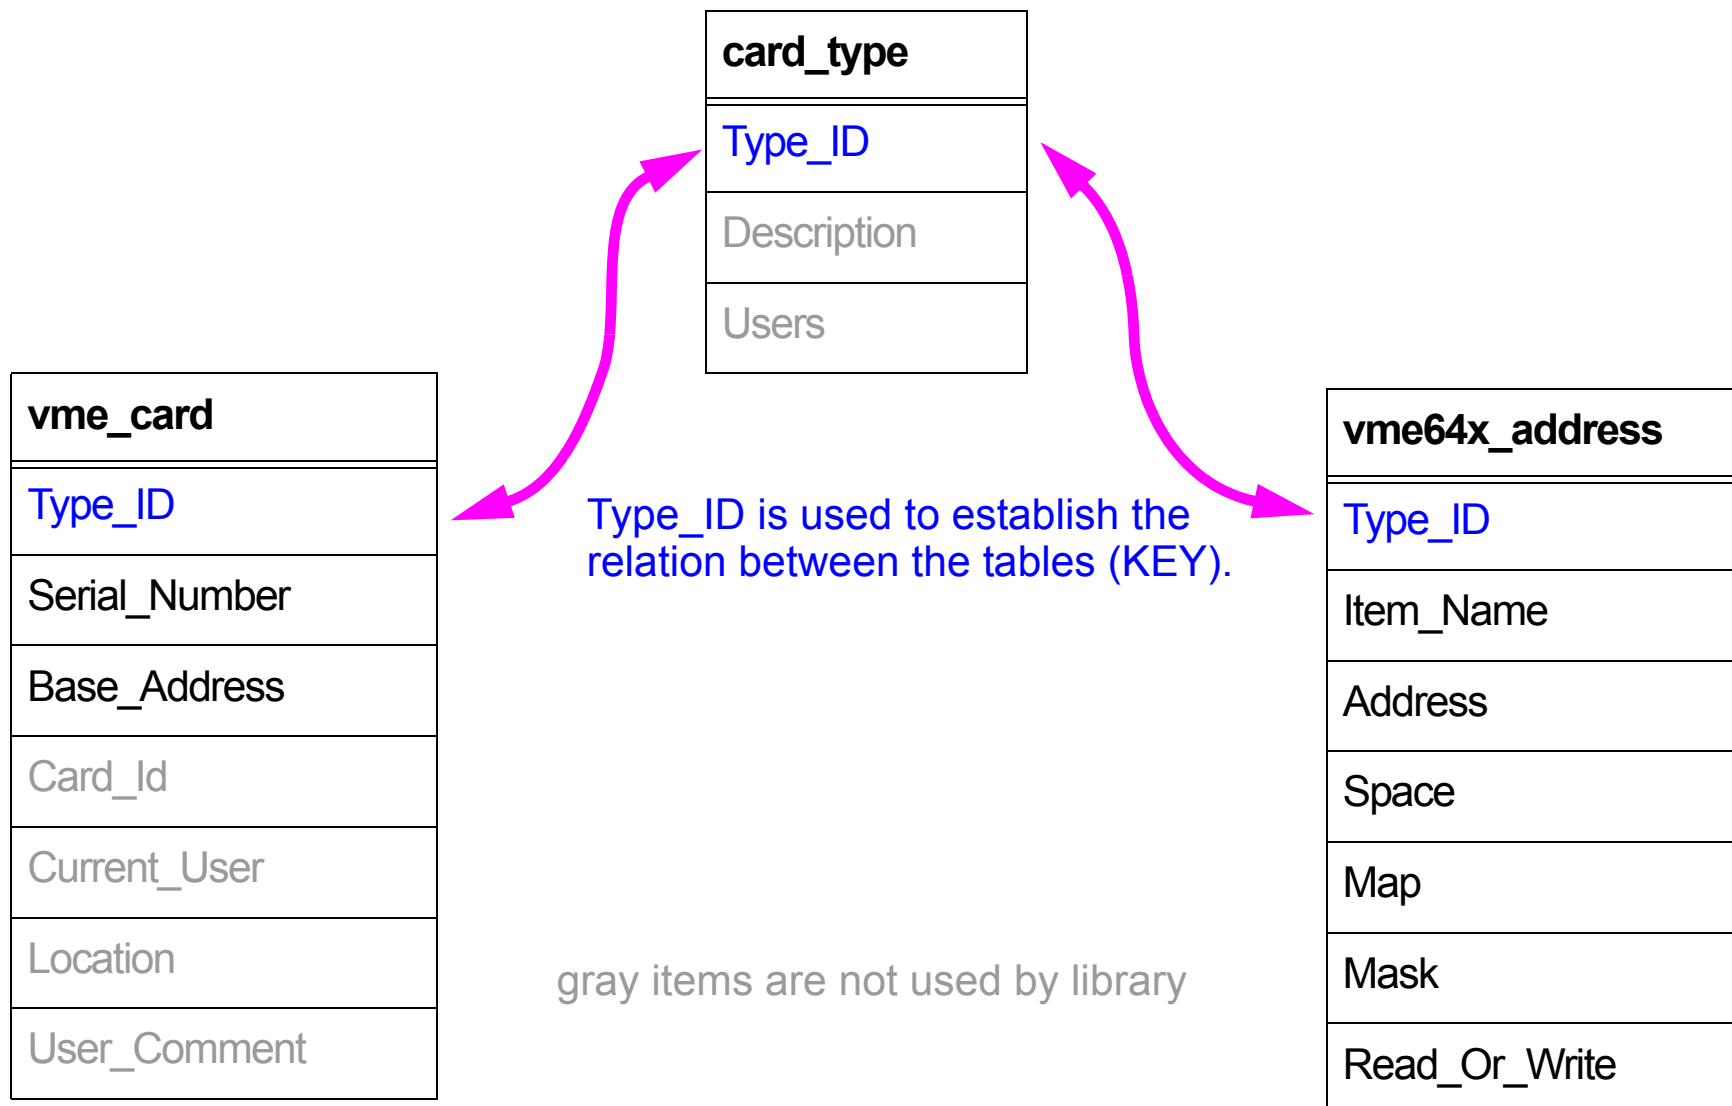 card_type
Type_ID
Description
Users
vme_card
Type_ID
Serial_Number
Base_Address
Card_Id
Current_User
Location
User_Comment
Type_ID is used to establish the
relation between the tables (KEY).
gray items are not used by library
vme64x_address
Type_ID
Item_Name
Address
Space
Map
Mask
Read_Or_Write